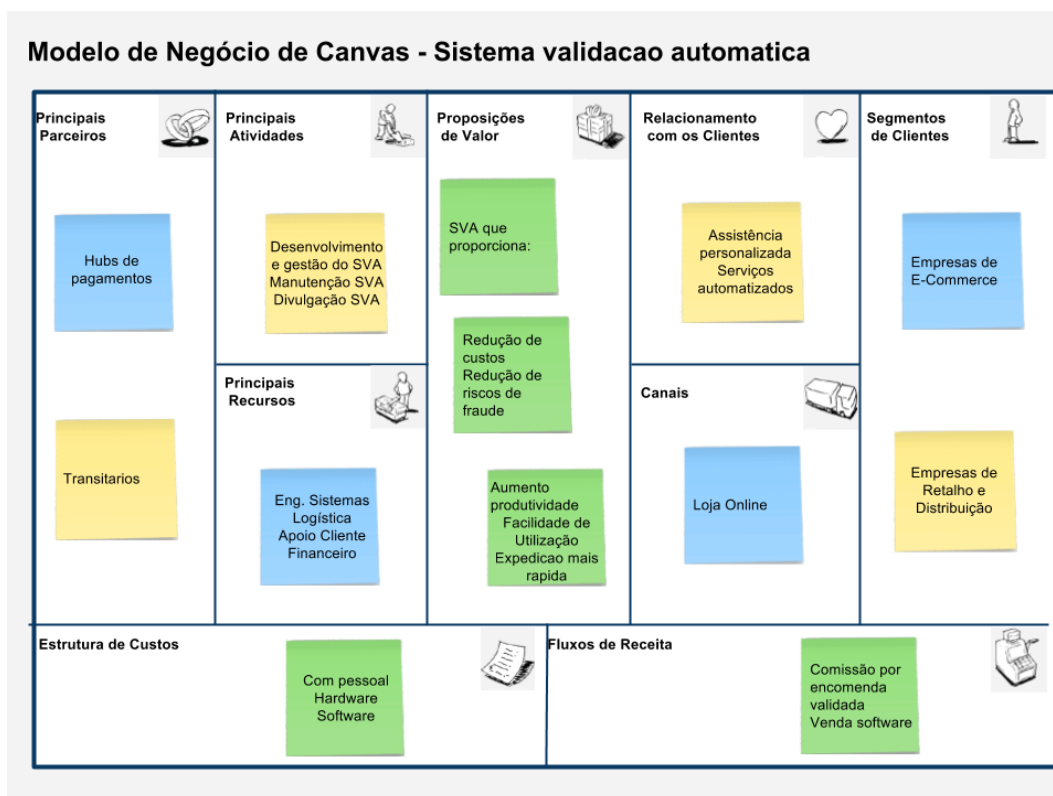 Modelo de Negócio de Canvas - Sistema validacao automatica
Principais
Parceiros
Hubs de
pagamentos
Transitarios
Principais
Atividades
Desenvolvimento
e gestão do SVA
Manutenção SVA
Divulgação SVA
Principais
Recursos
Eng. Sistemas
Logística
Apoio Cliente
Financeiro
Proposições
de Valor
SVA que
proporciona:
Redução de
custos
Redução de
riscos de
fraude
Aumento
produtividade
Facilidade de
Utilização
Expedicao mais
rapida
Relacionamento
com os Clientes
Assistência
personalizada
Serviços
automatizados
Canais
Loja Online
Segmentos
de Clientes
Empresas de
E-Commerce
Empresas de
Retalho e
Distribuição
Estrutura de Custos
Com pessoal
Hardware
Software
Fluxos de Receita
Comissão por
encomenda
validada
Venda software